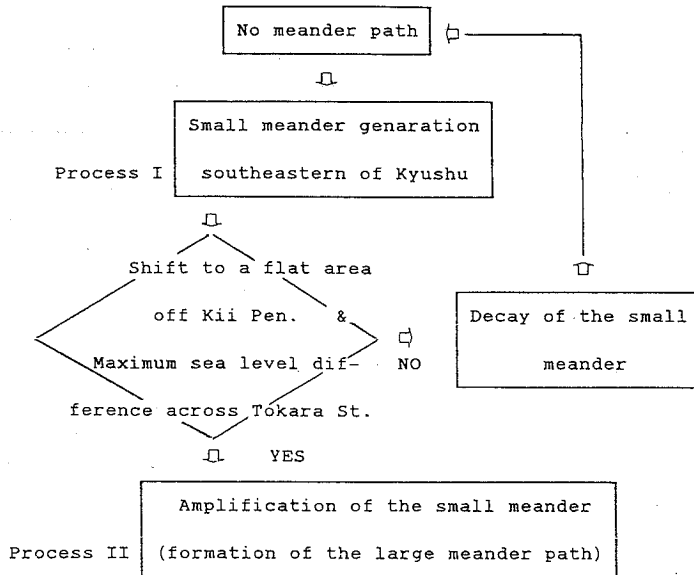 No meander path
Small meander genaration
Process I southeastern of Kyushu
Shift to a flat area
off Kii Pen. &
Maximum sea level dif-
NO
ference across Tokara St.
Decay of the small
meander
YES
Amplification of the small meander
Process II (formation of the large meander path)